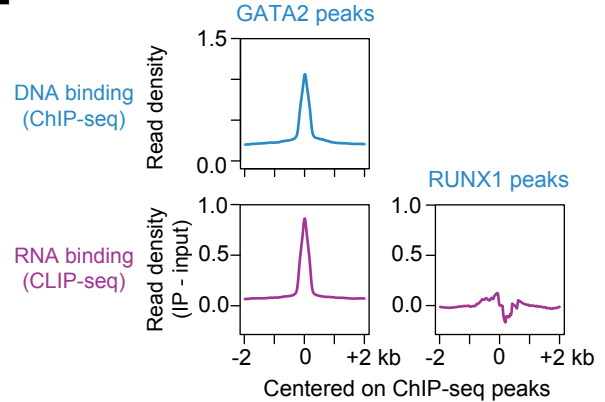 GATA2 peaks
DNA binding
(ChIP-seq)
Read density
1.5
0.0
RUNX1 peaks
RNA binding
(CLIP-seq)
Read density
(IP - input)
1.0
0.5
0.0
1.0
0.5
0.0
-2 0 +2 kb
-2 0 +2 kb
Centered on ChIP-seq peaks